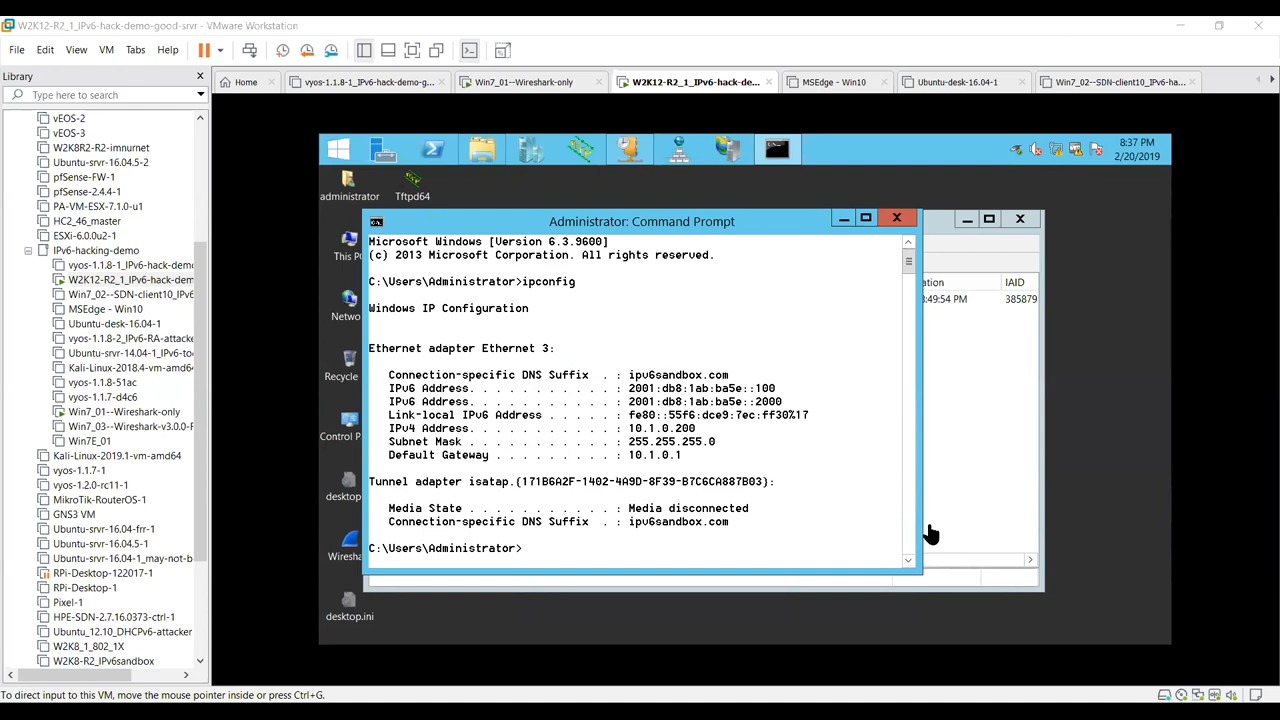 W2K12-R2_1_IPv6-hack-demo-good-srvr - VMware Workstation
File Edit View VM Tabs Help
Library
Type here to search
Home
vyos-1.1.8-1_IPv6-hack-demo-g...
Win7_01--Wireshark-only
W2K12-R2_1_IPv6-hack-de...
MSEdge - Win10
Ubuntu-desk-16.04-1
Win7_02--SDN-client10_IPv6-ha...
vEOS-2
vEOS-3
W2K8R2-R2-imnurnet
Ubuntu-srvr-16.04.5-2
pfSense-FW-1
pfSense-2.4.4-1
PA-VM-ESX-7.1.0-u1
HC2_46_master
ESXi-6.0.0u2-1
IPv6-hacking-demo
vyos-1.1.8-1_IPv6-hack-demo
W2K12-R2_1_IPv6-hack-dem
Win7_02--SDN-client10_IPv6
MSEdge - Win10
Ubuntu-desk-16.04-1
vyos-1.1.8-2_IPv6-RA-attacke
Ubuntu-srvr-14.04-1_IPv6-to
Kali-Linux-2018.4-vm-amd64
vyos-1.1.8-51ac
vyos-1.1.7-d4c6
Win7_01--Wireshark-only
Win7_03--Wireshark-v3.0.0-
Win7E_01
Kali-Linux-2019.1-vm-amd64
vyos-1.1.7-1
vyos-1.2.0-rc11-1
MikroTik-RouterOS-1
GNS3 VM
Ubuntu-srvr-16.04-frr-1
Ubuntu-srvr-16.04.5-1
Ubuntu-srvr-16.04-1_may-not-b
RPi-Desktop-122017-1
RPi-Desktop-1
Pixel-1
HPE-SDN-2.7.16.0373-ctrl-1
Ubuntu_12.10_DHCPv6-attacker
W2K8_1_802_1X
W2K8-R2_IPv6sandbox
8:37 PM
2/20/2019
administrator
Tftpd64
This P
Netwo
Recycle
Control P
desktop
Wiresha
desktop.ini
Administrator: Command Prompt
Microsoft Windows [Version 6.3.9600]
(c) 2013 Microsoft Corporation. All rights reserved.
C:\Users\Administrator>ipconfig
Windows IP Configuration
Ethernet adapter Ethernet 3:
Connection-specific DNS Suffix . : ipv6sandbox.com
IPv6 Address. . . . . . . . . . . : 2001:db8:1ab:ba5e::100
IPv6 Address. . . . . . . . . . . : 2001:db8:1ab:ba5e::2000
Link-local IPv6 Address . . . . . : fe80::55f6:dce9:7ec:ff30%17
IPv4 Address. . . . . . . . . . . : 10.1.0.200
Subnet Mask . . . . . . . . . . . : 255.255.255.0
Default Gateway . . . . . . . . . : 10.1.0.1
Tunnel adapter isatap.{171B6A2F-1402-4A9D-8F39-B7C6CA887B03}:
Media State . . . . . . . . . . . : Media disconnected
Connection-specific DNS Suffix . : ipv6sandbox.com
C:\Users\Administrator>
ation IAID
:49:54 PM 385879
To direct input to this VM, move the mouse pointer inside or press Ctrl+G.